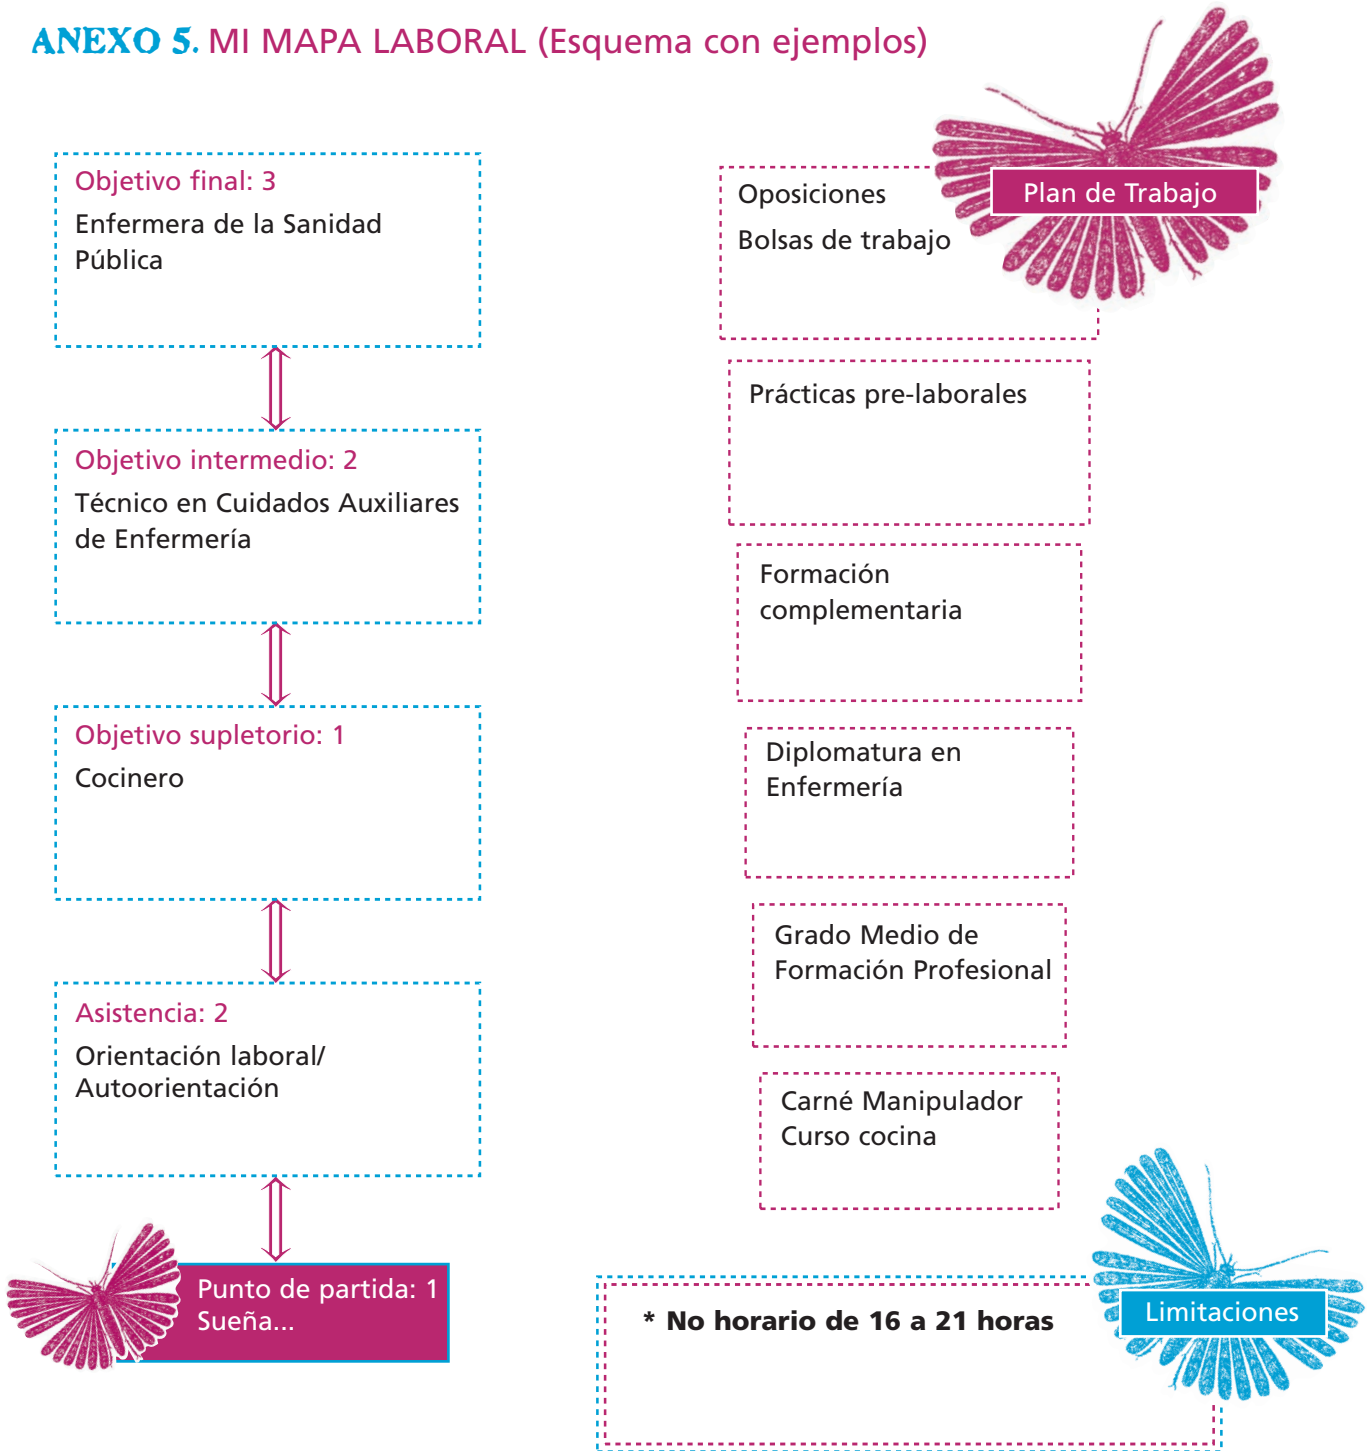 ANEXO 5. MI MAPA LABORAL (Esquema con ejemplos)
Objetivo final: 3
Enfermera de la Sanidad
Pública
Objetivo intermedio: 2
Técnico en Cuidados Auxiliares
de Enfermería
Objetivo supletorio: 1
Cocinero
Asistencia: 2
Orientación laboral/
Autoorientación
Punto de partida: 1
Sueña...
Plan de Trabajo
Oposiciones
Bolsas de trabajo
Prácticas pre-laborales
Formación
complementaria
Diplomatura en
Enfermería
Grado Medio de
Formación Profesional
Carné Manipulador
Curso cocina
Limitaciones
* No horario de 16 a 21 horas